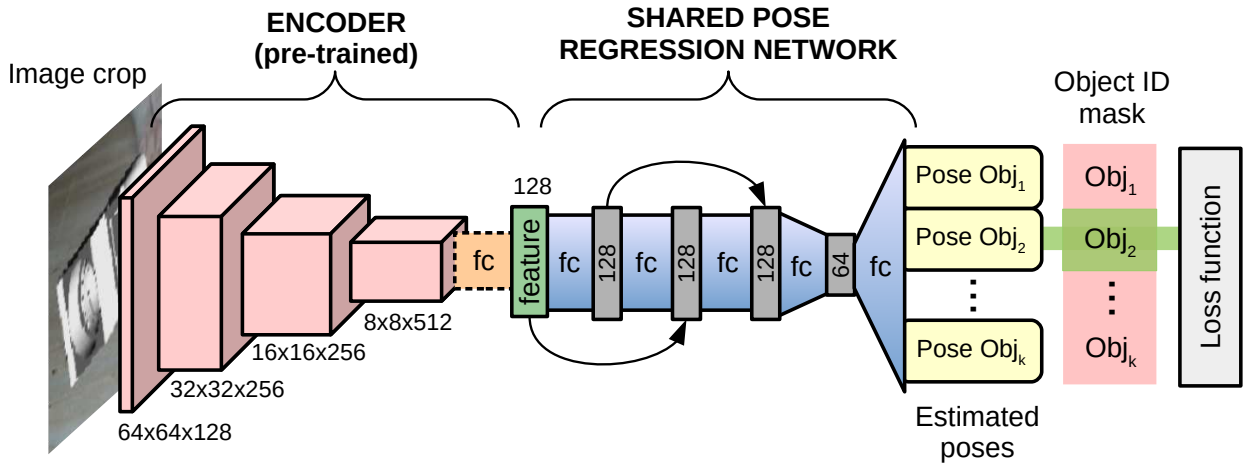 ENCODER
(pre-trained)
SHARED POSE
REGRESSION NETWORK
Image crop
Object ID
mask
64x64x128
32x32x256
16x16x256
8x8x512
fc
128
feature
fc
128
fc
128
fc
128
fc
64
fc
Pose Obj₁
Pose Obj₂
⋮
Pose Objₖ
Estimated
poses
Obj₁
Obj₂
⋮
Objₖ
Loss function